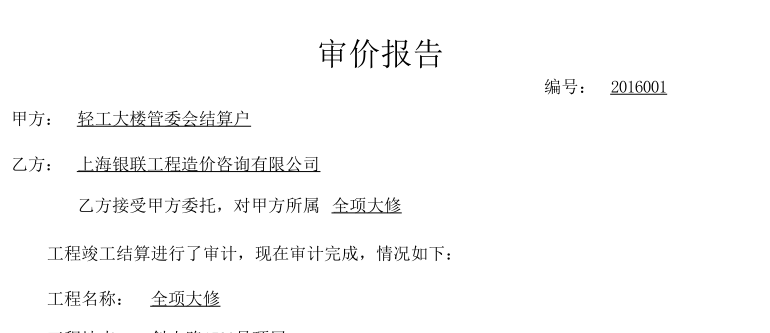 审价报告
编号： 2016001
甲方： 轻工大楼管委会结算户
乙方： 上海银联工程造价咨询有限公司
乙方接受甲方委托，对甲方所属 全项大修
工程竣工结算进行了审计，现在审计完成，情况如下：
工程名称： 全项大修